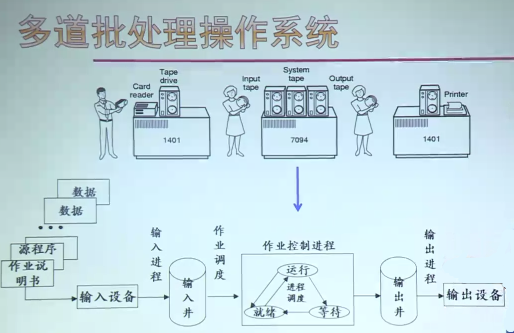 多道批处理操作系统
Tape
drive
Card
reader
1401
Input
tape
System
tape
7094
Output
tape
Printer
1401
数据
数据
•••
源程序
作业说
明书
输入设备
输入进程
输入井
作业调度
作业控制进程
运行
进程
调度
就绪
等待
输出井
输出进程
输出设备